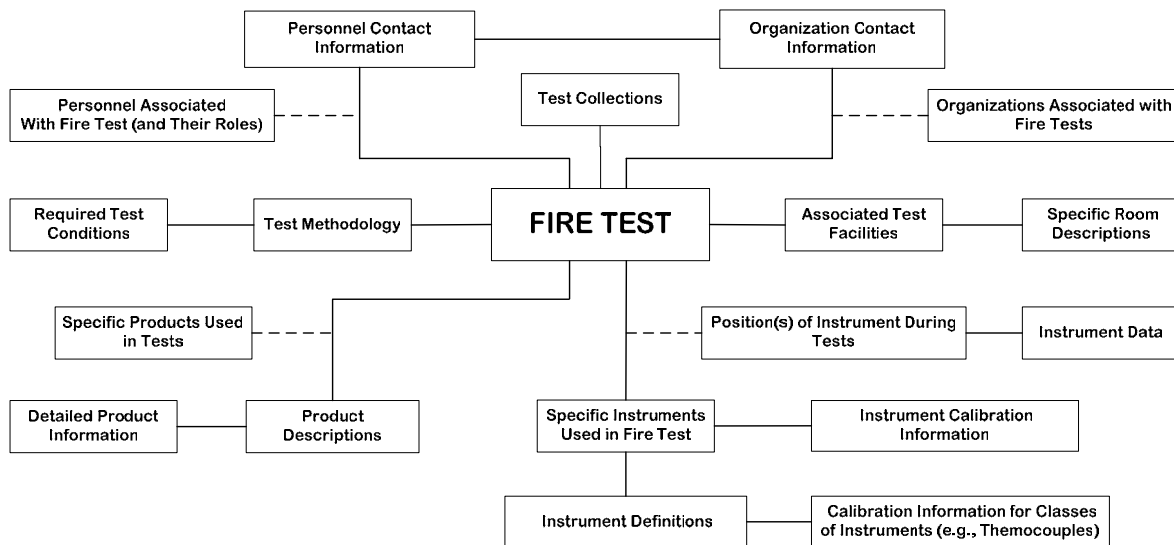 Personnel Contact
Information
Organization Contact
Information
Test Collections
Personnel Associated
With Fire Test (and Their Roles)
Organizations Associated with
Fire Tests
Required Test
Conditions
Test Methodology
FIRE TEST
Associated Test
Facilities
Specific Room
Descriptions
Specific Products Used
in Tests
Position(s) of Instrument During
Tests
Instrument Data
Detailed Product
Information
Product
Descriptions
Specific Instruments
Used in Fire Test
Instrument Calibration
Information
Instrument Definitions
Calibration Information for Classes
of Instruments (e.g., Themocouples)